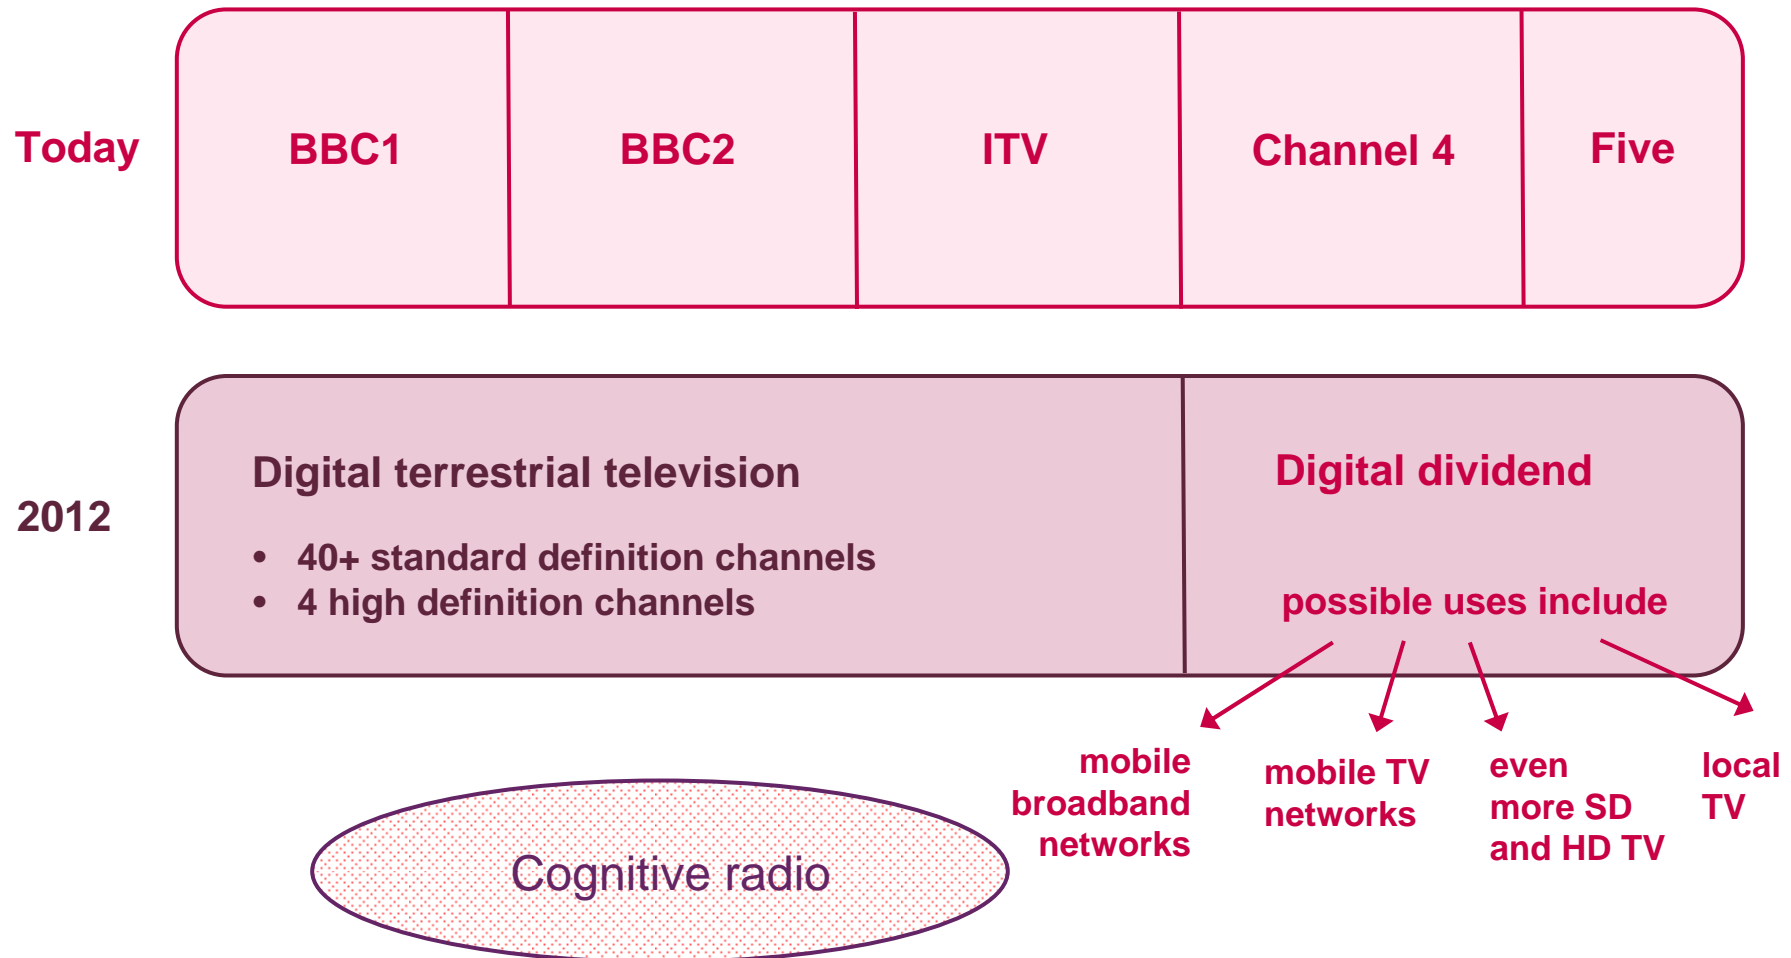 Today
BBC1
BBC2
ITV
Channel 4
Five
2012
Digital terrestrial television
• 40+ standard definition channels
• 4 high definition channels
Digital dividend
possible uses include
mobile
broadband
networks
mobile TV
networks
even
more SD
and HD TV
local
TV
Cognitive radio